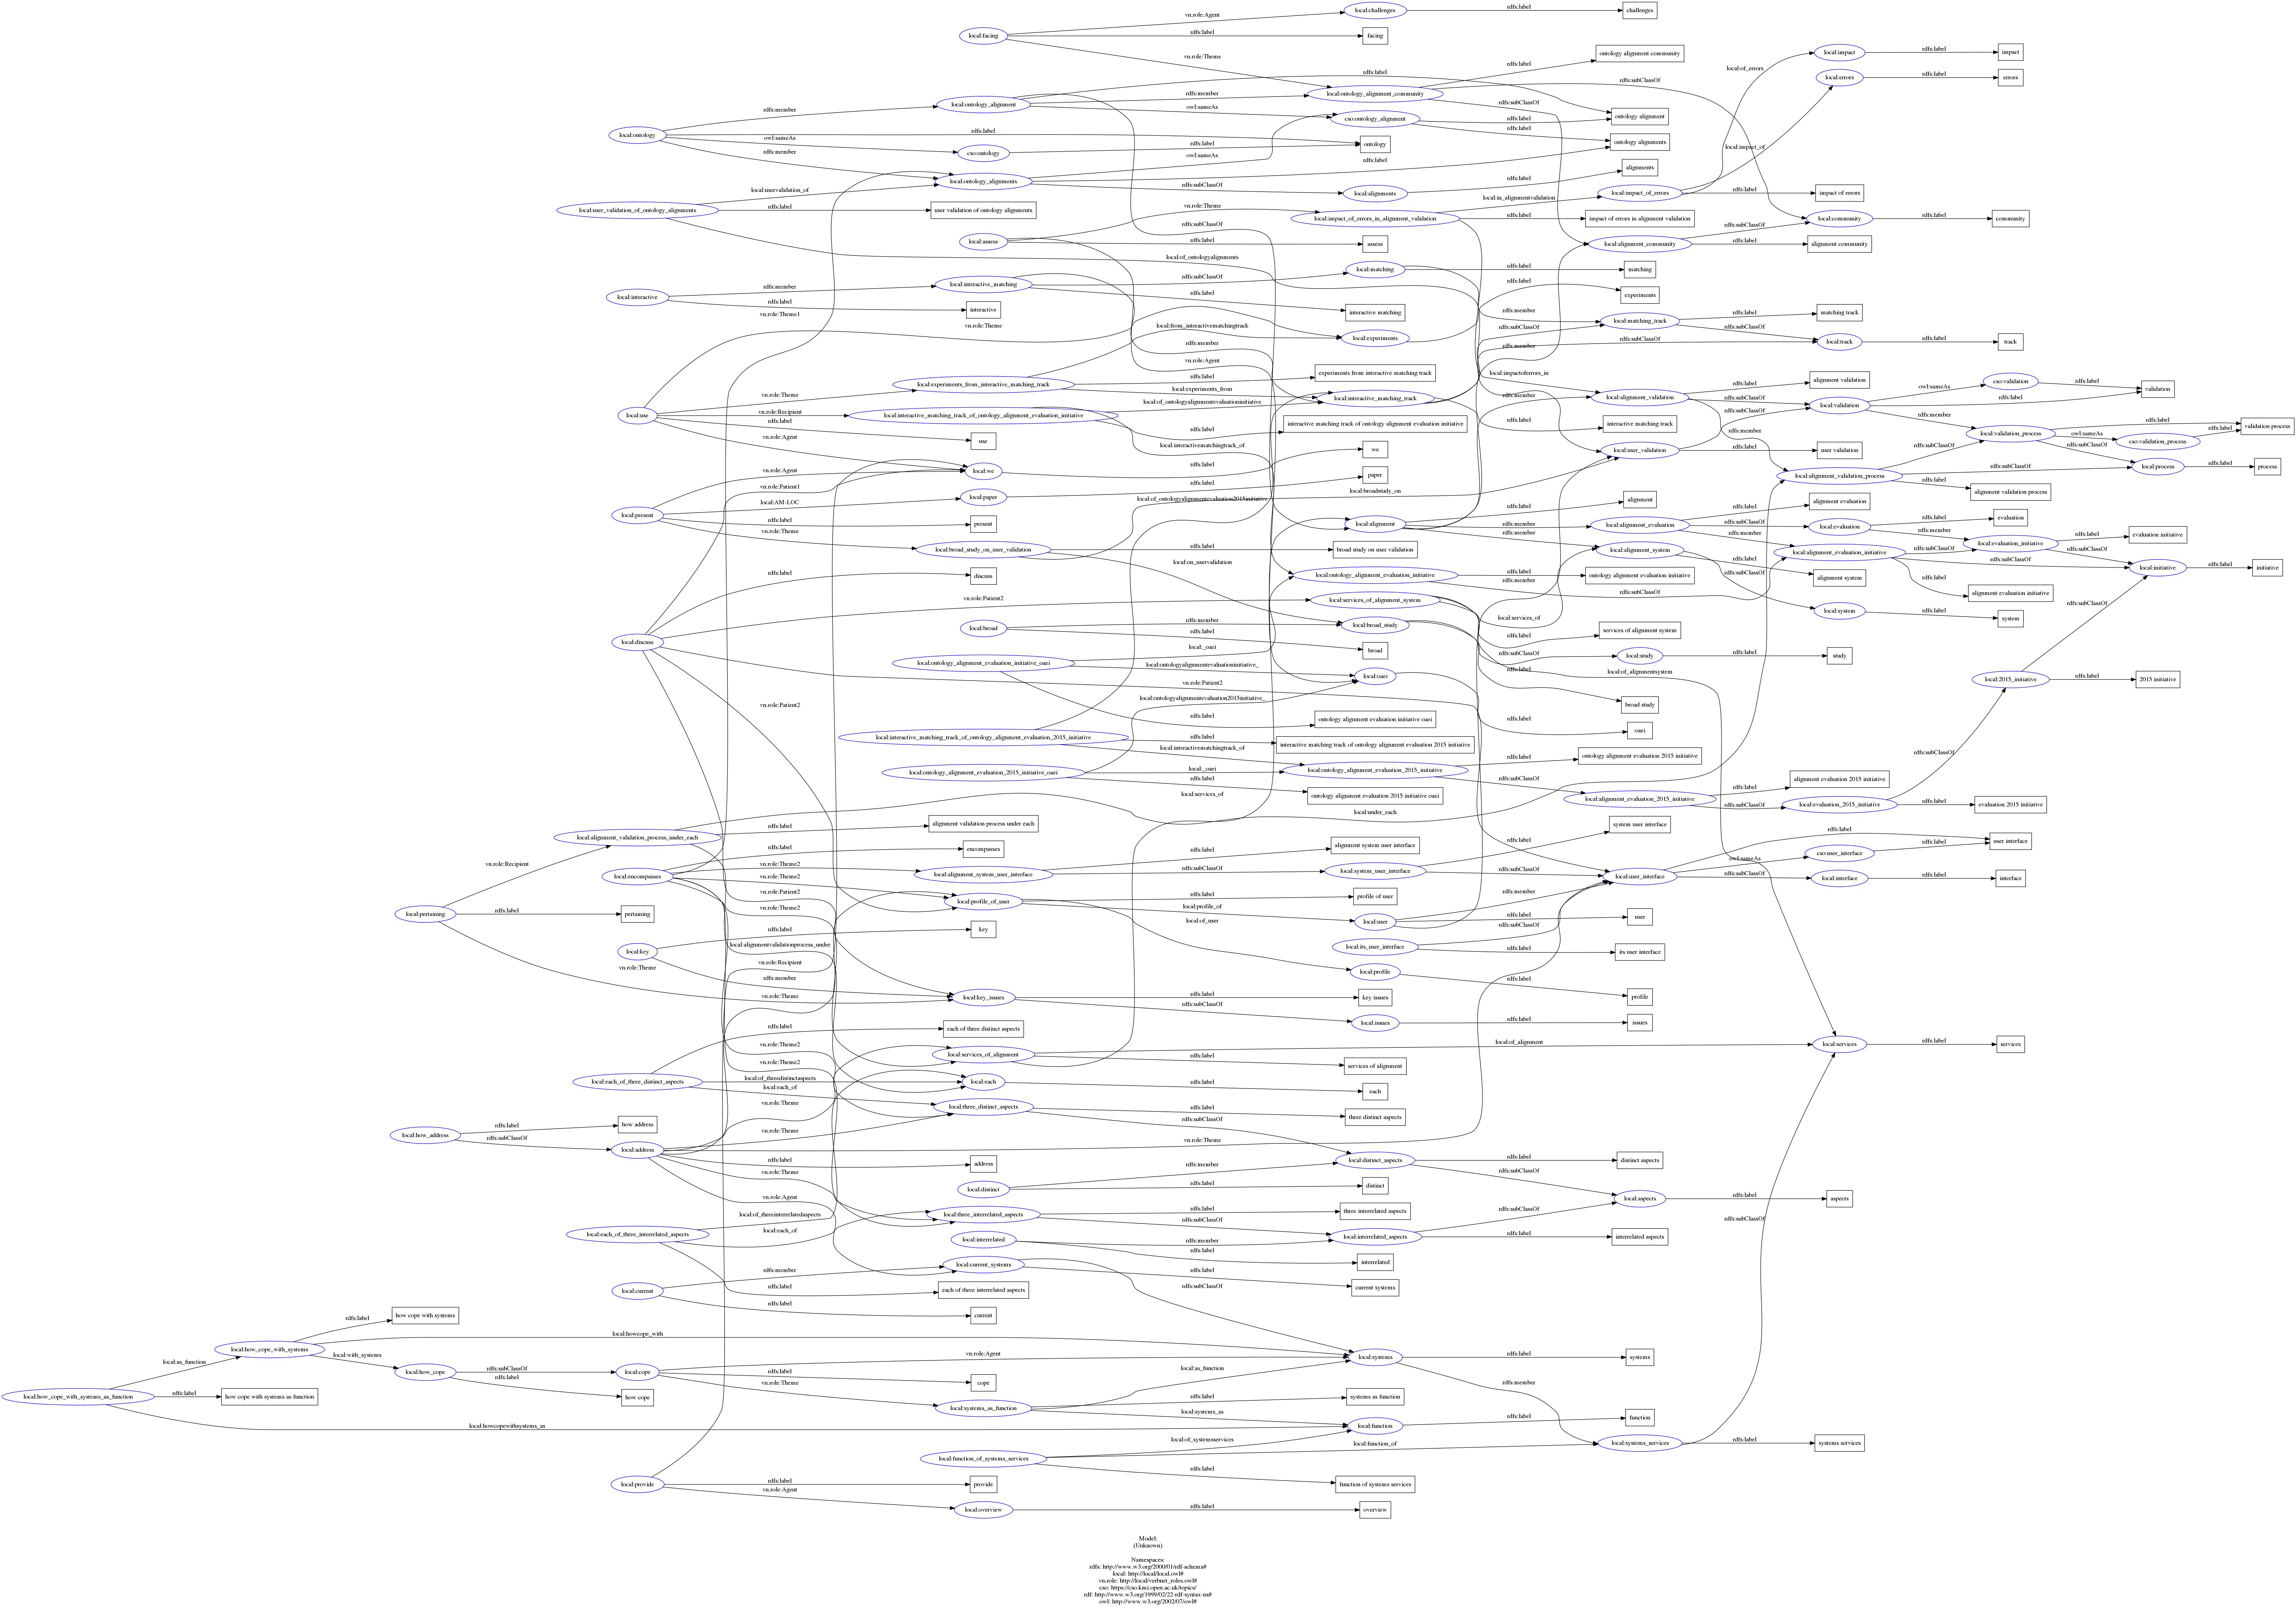 local:challenges
rdfs:label
challenges
vn.role:Agent
local:facing
rdfs:label
facing
vn.role:Theme
local:impact
rdfs:label
impact
ontology alignment community
rdfs:label
local:of_errors
local:errors
rdfs:label
errors
rdfs:label
rdfs:subClassOf
local:ontology_alignment
rdfs:member
local:ontology_alignment_community
rdfs:subClassOf
rdfs:member
owl:sameAs
cso:ontology_alignment
rdfs:label
ontology alignment
local:ontology
rdfs:label
rdfs:label
ontology alignments
owl:sameAs
cso:ontology
rdfs:label
ontology
local:impact_of
rdfs:member
owl:sameAs
rdfs:label
alignments
rdfs:label
local:ontology_alignments
rdfs:subClassOf
local:alignments
local:uservalidation_of
local:in_alignmentvalidation
local:impact_of_errors
rdfs:label
impact of errors
local:user_validation_of_ontology_alignments
rdfs:label
user validation of ontology alignments
vn.role:Theme
local:impact_of_errors_in_alignment_validation
rdfs:label
impact of errors in alignment validation
local:community
rdfs:label
community
rdfs:subClassOf
rdfs:subClassOf
local:assess
rdfs:label
assess
local:alignment_community
rdfs:label
alignment community
local:of_ontologyalignments
local:matching
rdfs:label
matching
rdfs:subClassOf
local:interactive_matching
rdfs:label
experiments
rdfs:member
local:interactive
rdfs:label
interactive
rdfs:label
interactive matching
vn.role:Theme1
vn.role:Theme
local:from_interactivematchingtrack
local:experiments
rdfs:member
rdfs:subClassOf
local:matching_track
rdfs:label
matching track
rdfs:subClassOf
rdfs:subClassOf
rdfs:member
local:track
rdfs:label
track
rdfs:member
vn.role:Agent
local:experiments_from_interactive_matching_track
rdfs:label
experiments from interactive matching track
local:impactoferrors_in
rdfs:label
alignment validation
owl:sameAs
cso:validation
rdfs:label
validation
vn.role:Theme
local:experiments_from
local:interactive_matching_track
rdfs:member
local:alignment_validation
rdfs:subClassOf
local:validation
rdfs:label
local:use
vn.role:Recipient
local:interactive_matching_track_of_ontology_alignment_evaluation_initiative
local:of_ontologyalignmentevaluationinitiative
rdfs:label
rdfs:label
interactive matching track of ontology alignment evaluation initiative
rdfs:label
interactive matching track
rdfs:subClassOf
rdfs:member
rdfs:label
validation process
rdfs:label
use
vn.role:Agent
local:interactivematchingtrack_of
we
local:user_validation
rdfs:label
user validation
rdfs:member
local:validation_process
owl:sameAs
cso:validation_process
rdfs:label
rdfs:subClassOf
rdfs:subClassOf
vn.role:Agent
local:we
rdfs:label
paper
rdfs:subClassOf
local:process
rdfs:label
process
vn.role:Patient1
rdfs:label
local:broadstudy_on
local:alignment_validation_process
rdfs:label
alignment validation process
local:AM-LOC
local:paper
local:of_ontologyalignmentevaluation2015initiative
alignment
alignment evaluation
local:present
rdfs:label
present
rdfs:label
rdfs:label
local:alignment
rdfs:member
local:alignment_evaluation
rdfs:subClassOf
local:evaluation
rdfs:label
evaluation
vn.role:Theme
rdfs:member
rdfs:member
rdfs:member
evaluation initiative
local:broad_study_on_user_validation
rdfs:label
broad study on user validation
local:alignment_system
local:alignment_evaluation_initiative
rdfs:subClassOf
local:evaluation_initiative
rdfs:label
rdfs:subClassOf
local:on_uservalidation
rdfs:label
rdfs:subClassOf
local:initiative
rdfs:label
initiative
rdfs:label
discuss
local:ontology_alignment_evaluation_initiative
rdfs:label
ontology alignment evaluation initiative
rdfs:subClassOf
alignment system
rdfs:member
rdfs:subClassOf
rdfs:label
alignment evaluation initiative
vn.role:Patient2
local:services_of_alignment_system
rdfs:subClassOf
local:system
rdfs:label
system
local:services_of
local:broad
rdfs:member
local:broad_study
services of alignment system
rdfs:label
rdfs:label
broad
local:discuss
local:_oaei
rdfs:subClassOf
local:study
rdfs:label
study
local:ontology_alignment_evaluation_initiative_oaei
local:ontologyalignmentevaluationinitiative_
local:oaei
rdfs:label
local:of_alignmentsystem
local:2015_initiative
rdfs:label
2015 initiative
vn.role:Patient2
vn.role:Patient2
local:ontologyalignmentevaluation2015initiative_
broad study
rdfs:label
ontology alignment evaluation initiative oaei
rdfs:label
oaei
local:interactive_matching_track_of_ontology_alignment_evaluation_2015_initiative
rdfs:label
interactive matching track of ontology alignment evaluation 2015 initiative
local:interactivematchingtrack_of
ontology alignment evaluation 2015 initiative
rdfs:label
rdfs:subClassOf
local:ontology_alignment_evaluation_2015_initiative_oaei
local:_oaei
local:ontology_alignment_evaluation_2015_initiative
rdfs:label
rdfs:subClassOf
alignment evaluation 2015 initiative
rdfs:label
local:services_of
ontology alignment evaluation 2015 initiative oaei
local:alignment_evaluation_2015_initiative
rdfs:subClassOf
local:evaluation_2015_initiative
rdfs:label
evaluation 2015 initiative
local:under_each
rdfs:label
alignment validation process under each
system user interface
local:alignment_validation_process_under_each
rdfs:label
rdfs:label
user interface
vn.role:Recipient
rdfs:label
encompasses
rdfs:label
alignment system user interface
rdfs:label
cso:user_interface
rdfs:label
owl:sameAs
local:encompasses
vn.role:Theme2
local:alignment_system_user_interface
rdfs:subClassOf
local:system_user_interface
rdfs:subClassOf
local:user_interface
rdfs:subClassOf
local:interface
rdfs:label
interface
vn.role:Theme2
vn.role:Patient2
local:profile_of_user
rdfs:label
profile of user
rdfs:member
local:pertaining
rdfs:label
pertaining
vn.role:Theme2
local:profile_of
local:of_user
local:user
rdfs:label
user
rdfs:subClassOf
rdfs:label
key
local:key
local:alignmentvalidationprocess_under
local:its_user_interface
rdfs:label
its user interface
vn.role:Theme
vn.role:Recipient
rdfs:member
local:profile
rdfs:label
profile
vn.role:Theme
local:key_issues
rdfs:label
key issues
rdfs:subClassOf
local:issues
rdfs:label
issues
rdfs:label
each of three distinct aspects
vn.role:Theme2
local:services_of_alignment
local:of_alignment
local:services
rdfs:label
services
vn.role:Theme2
rdfs:label
services of alignment
local:each_of_three_distinct_aspects
local:of_threedistinctaspects
local:each_of
local:each
rdfs:label
each
vn.role:Theme
local:three_distinct_aspects
rdfs:label
three distinct aspects
how address
rdfs:label
rdfs:subClassOf
local:how_address
rdfs:subClassOf
vn.role:Theme
vn.role:Theme
local:address
rdfs:label
address
rdfs:member
local:distinct_aspects
rdfs:label
distinct aspects
vn.role:Theme
local:distinct
rdfs:label
distinct
rdfs:subClassOf
vn.role:Agent
local:aspects
rdfs:label
aspects
local:of_threeinterrelatedaspects
local:three_interrelated_aspects
rdfs:label
three interrelated aspects
rdfs:subClassOf
rdfs:subClassOf
local:each_of_three_interrelated_aspects
local:each_of
local:interrelated
rdfs:member
local:interrelated_aspects
rdfs:label
interrelated aspects
rdfs:label
interrelated
rdfs:member
local:current_systems
rdfs:label
current systems
local:current
rdfs:label
each of three interrelated aspects
rdfs:subClassOf
rdfs:label
current
how cope with systems
rdfs:label
local:howcope_with
local:how_cope_with_systems
local:with_systems
vn.role:Agent
local:systems
rdfs:label
systems
local:as_function
local:how_cope
rdfs:subClassOf
local:cope
rdfs:label
cope
local:as_function
rdfs:label
how cope
vn.role:Theme
rdfs:member
local:how_cope_with_systems_as_function
rdfs:label
how cope with systems as function
rdfs:label
systems as function
local:systems_as_function
local:systems_as
local:howcopewithsystems_as
local:function
rdfs:label
function
local:of_systemsservices
local:function_of
local:systems_services
rdfs:label
systems services
local:function_of_systems_services
rdfs:label
function of systems services
local:provide
rdfs:label
provide
vn.role:Agent
local:overview
rdfs:label
overview
Model:
(Unknown)
Namespaces:
rdfs: http://www.w3.org/2000/01/rdf-schema#
local: http://local/local.owl#
vn.role: http://local/verbnet_roles.owl#
cso: https://cso.kmi.open.ac.uk/topics/
rdf: http://www.w3.org/1999/02/22-rdf-syntax-ns#
owl: http://www.w3.org/2002/07/owl#